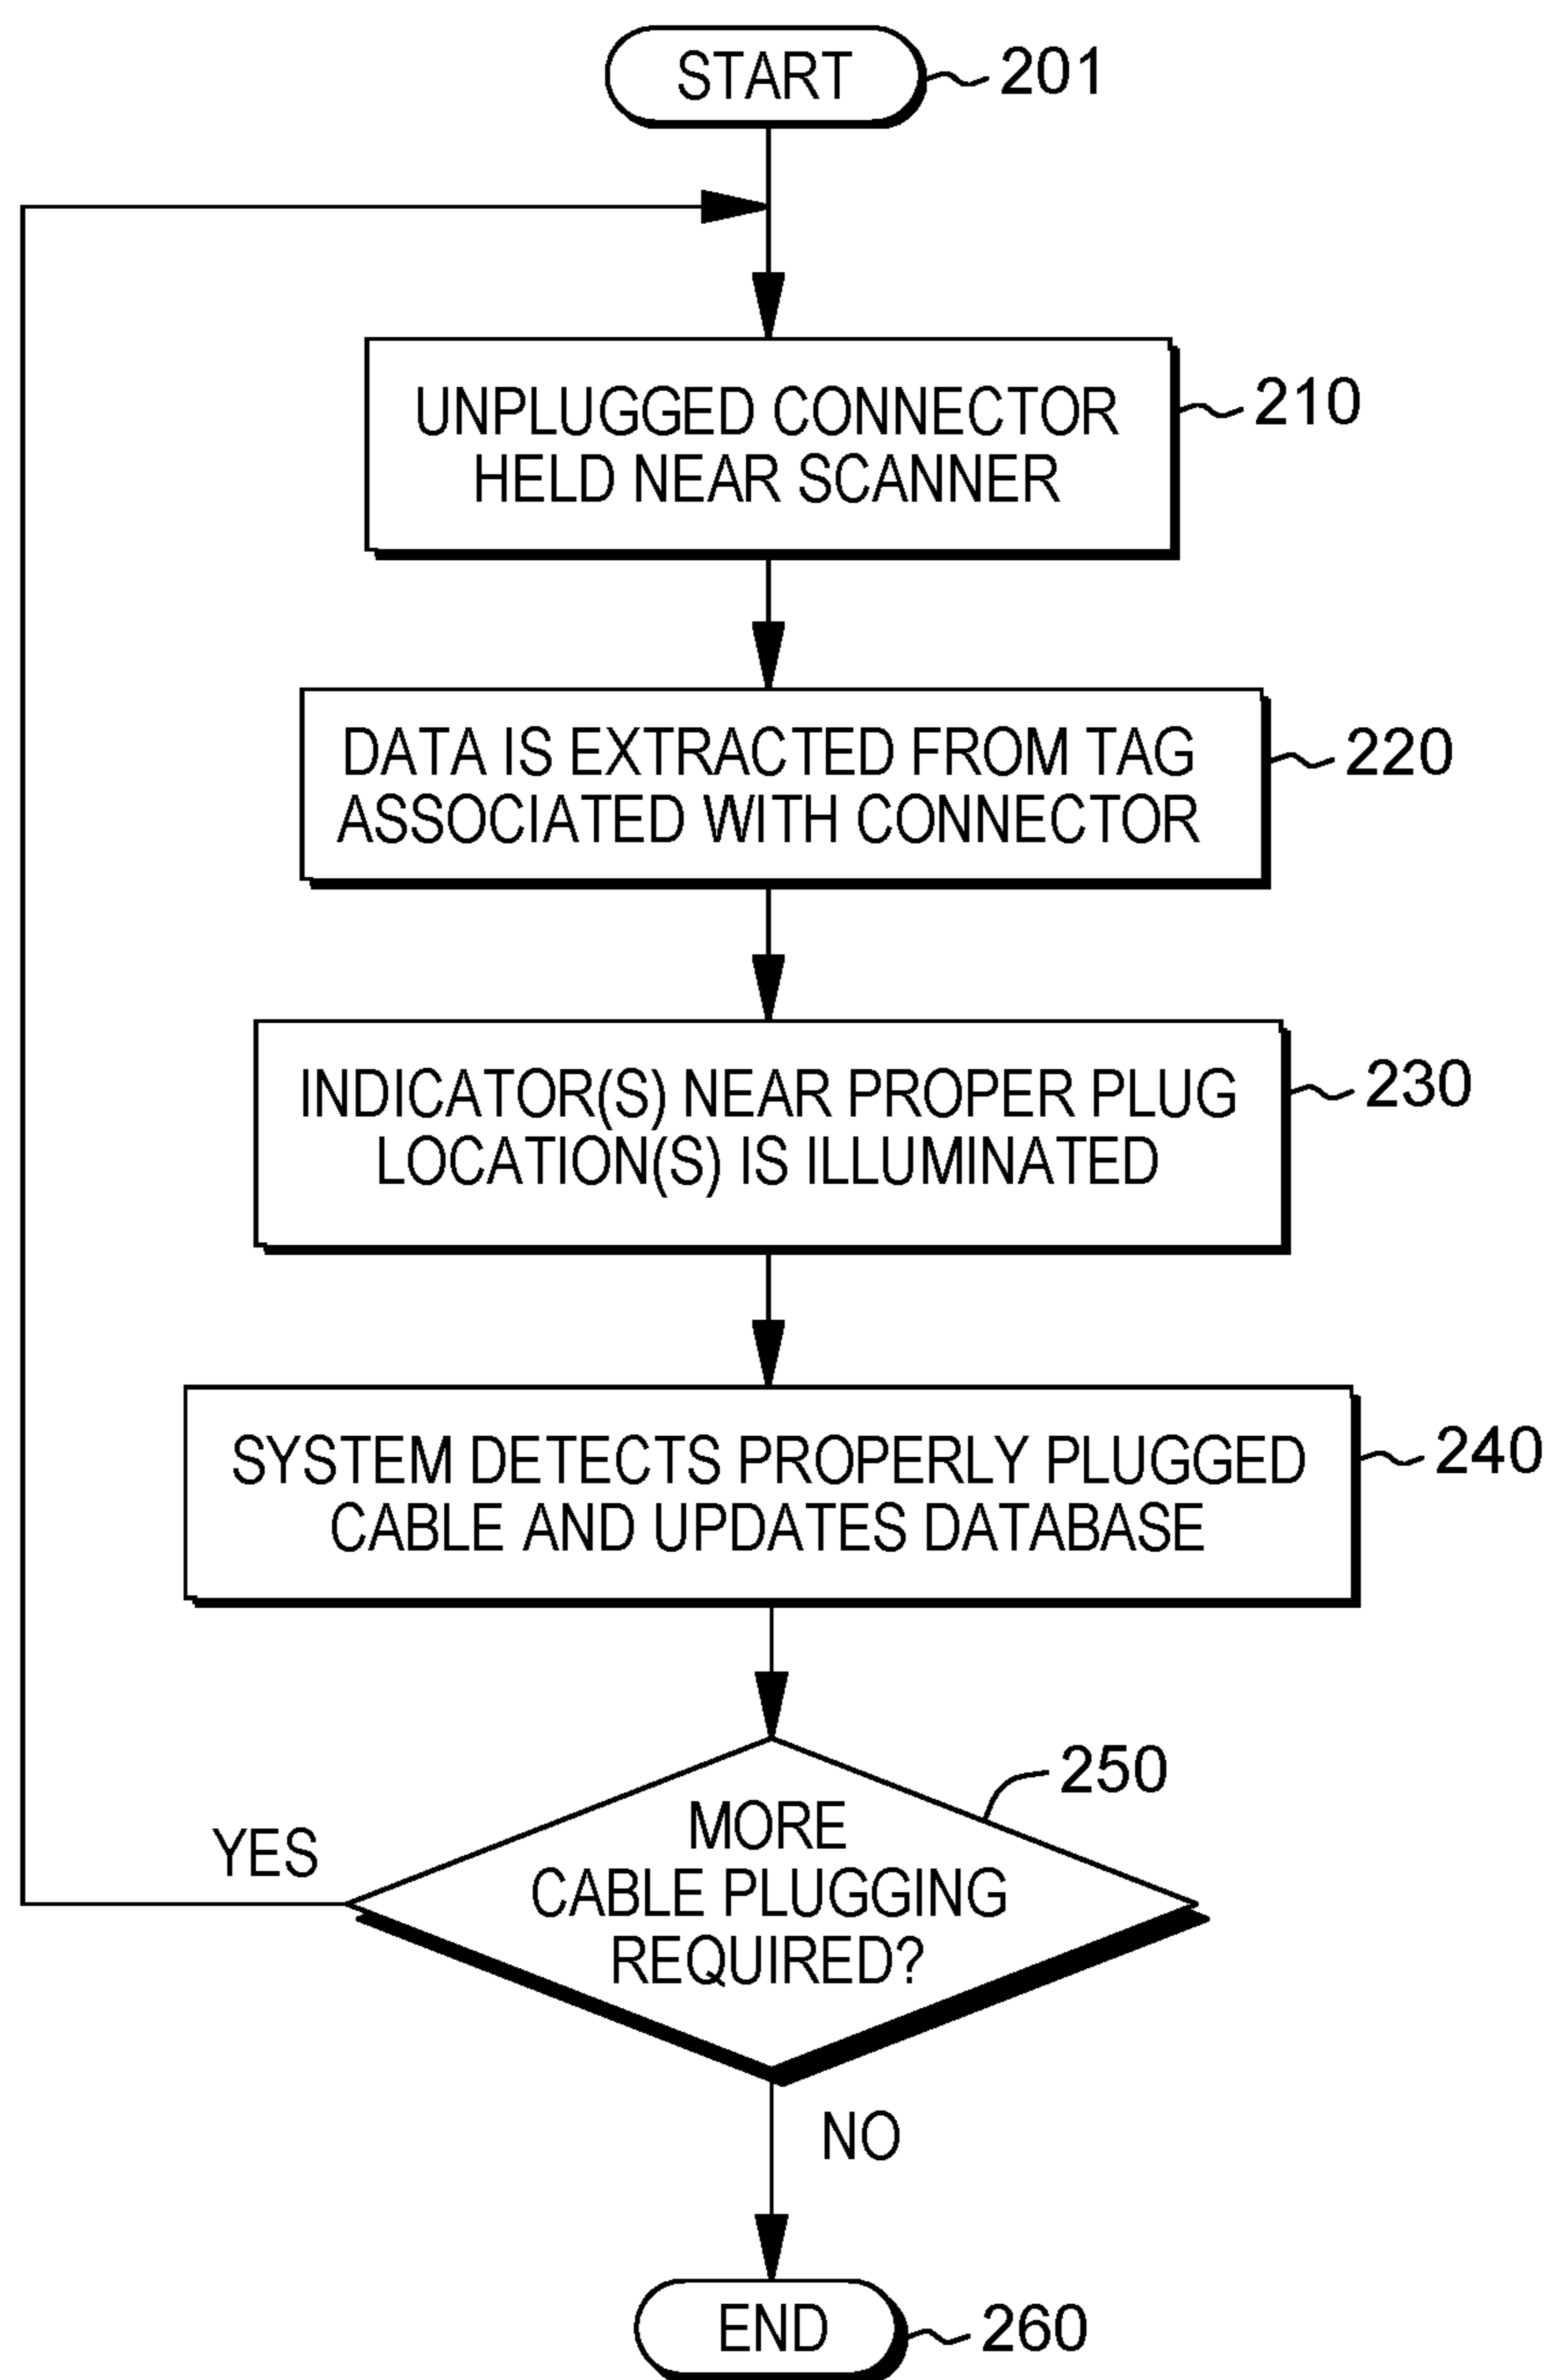 START
201
UNPLUGGED CONNECTOR
HELD NEAR SCANNER
210
DATA IS EXTRACTED FROM TAG
ASSOCIATED WITH CONNECTOR
220
INDICATOR(S) NEAR PROPER PLUG
LOCATION(S) IS ILLUMINATED
230
SYSTEM DETECTS PROPERLY PLUGGED
CABLE AND UPDATES DATABASE
240
MORE
CABLE PLUGGING
REQUIRED?
250
YES
NO
END
260